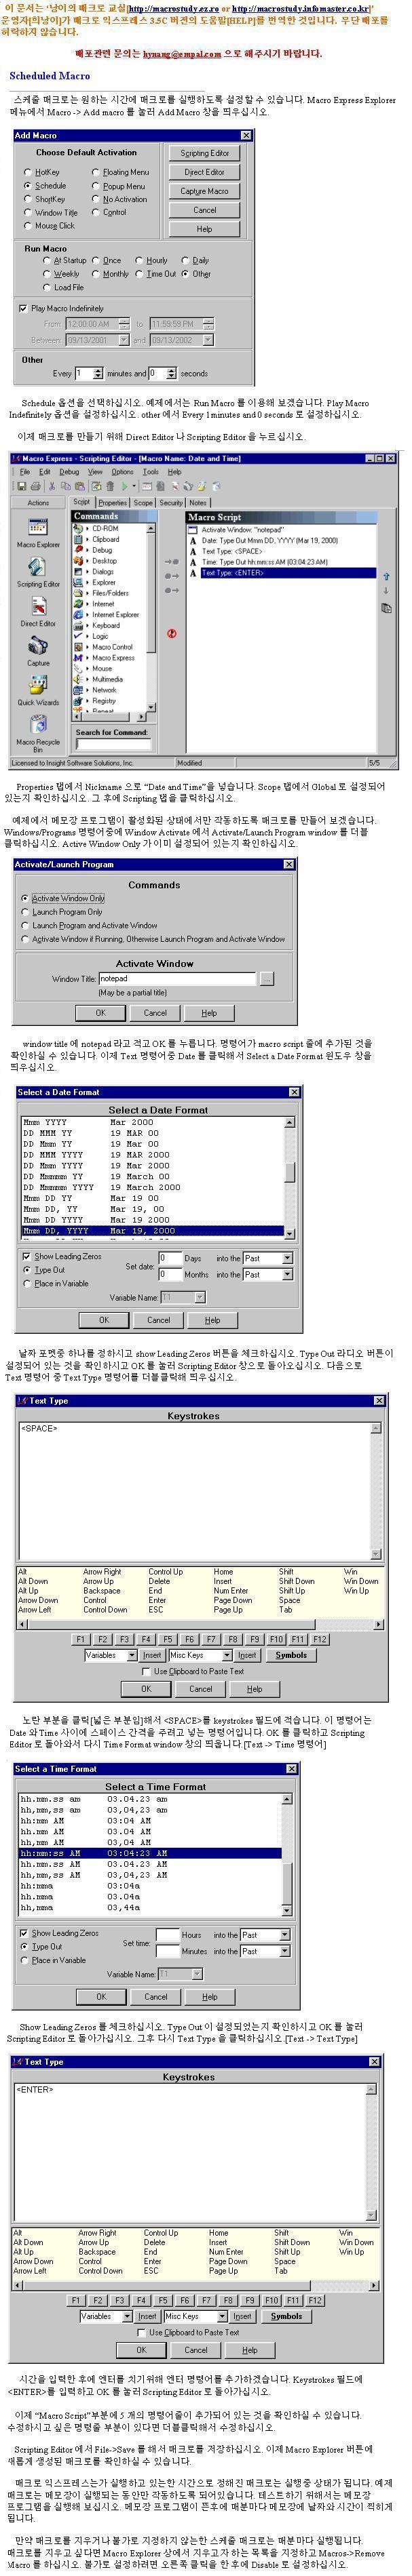 이 문서는 '낭이의 매크로 교실[http://macrostudy.ez.ro or http://macrostudy.infomaster.co.kr]'
운영자[희낭이]가 매크로 익스프레스 3.5C 버젼의 도움말[HELP]를 번역한 것입니다. 무단 배포를
허락하지 않습니다.
배포관련 문의는 hynang@empal.com 으로 해주시기 바랍니다.
Scheduled Macro
스케줄 매크로는 원하는 시간에 매크로를 실행하도록 설정할 수 있습니다. Macro Express Explorer
메뉴에서 Macro -> Add macro 를 눌러 Add Macro 창을 띄우십시오.
Add Macro
Choose Default Activation
HotKey
Floating Menu
Schedule
Popup Menu
ShortKey
No Activation
Window Title
Control
Mouse Click
Scripting Editor
Direct Editor
Capture Macro
Cancel
Help
Run Macro
At Startup
Once
Hourly
Daily
Weekly
Monthly
Time Out
Other
Load File
Play Macro Indefinitely
From: 12:00:00 AM to 11:59:59 PM
Between: 09/13/2001 and 09/13/2002
Other
Every 1 minutes and 0 seconds
Schedule 옵션을 선택하십시오. 예제에서는 Run Macro 를 이용해 보겠습니다. Play Macro
Indefinitely 옵션을 설정하십시오. other 에서 Every 1 minutes and 0 seconds 로 설정하십시오.
이제 매크로를 만들기 위해 Direct Editor 나 Scripting Editor 을 누르십시오.
Macro Express - Scripting Editor - [Macro Name: Date and Time]
File Edit Debug View Options Tools Help
Actions
Script Properties Scope Security Notes
Macro Explorer
Scripting Editor
Direct Editor
Capture
Quick Wizards
Macro Recycle
Bin
Commands
CD-ROM
Clipboard
Debug
Desktop
Dialogs
Explorer
Files/Folders
Internet
Internet Explorer
Keyboard
Logic
Macro Control
Macro Express
Mouse
Multimedia
Network
Registry
Repeat
Search for Command:
Macro Script
Activate Window: "notepad"
Date: Type Out Mmm DD, YYYY (Mar 19, 2000)
Text Type: <SPACE>
Time: Type Out hh:mm:ss AM (03:04:23 AM)
Text Type: <ENTER>
Licensed to Insight Software Solutions, Inc.
Modified
5/5
Properties 탭에서 Nickname 으로 “Date and Time”을 넣습니다. Scope 탭에서 Global 로 설정되어
있는지 확인하십시오. 그 후에 Scripting 탭을 클릭하십시오.
예제에서 메모장 프로그램이 활성화된 상태에서만 작동하도록 매크로를 만들어 보겠습니다.
Windows/Programs 명령어중에 Window Activate 에서 Activate/Launch Program window 를 더블
클릭하십시오. Active Window Only 가 이미 설정되어 있는지 확인하십시오.
Activate/Launch Program
Commands
Activate Window Only
Launch Program Only
Launch Program and Activate Window
Activate Window if Running, Otherwise Launch Program and Activate Window
Activate Window
Window Title: notepad ...
(May be a partial title)
OK
Cancel
Help
window title 에 notepad 라고 적고 OK 를 누릅니다. 명령어가 macro script 줄에 추가된 것을
확인하실 수 있습니다. 이제 Text 명령어중 Date 를 클릭해서 Select a Date Format 윈도우 창을
띄우십시오.
Select a Date Format
Select a Date Format
Mmm YYYY Mar 2000
DD MMM YY 19 MAR 00
DD Mmm YY 19 Mar 00
DD MMM YYYY 19 MAR 2000
DD Mmm YYYY 19 Mar 2000
DD Mmmmm YY 19 March 00
DD Mmmmm YYYY 19 March 2000
Mmm DD YY Mar 19 00
Mmm DD, YY Mar 19, 00
Mmm DD YYYY Mar 19 2000
Mmm DD, YYYY Mar 19, 2000
Show Leading Zeros
Type Out
Place in Variable
Set date: 0 Days into the Past
0 Months into the Past
Variable Name: T1
OK
Cancel
Help
날짜 포멧중 하나를 정하시고 show Leading Zeros 버튼을 체크하십시오. Type Out 라디오 버튼이
설정되어 있는 것을 확인하시고 OK 를 눌러 Scripting Editor 창으로 돌아오십시오. 다음으로
Text 명령어 중 Text Type 명령어를 더블클릭해 띄우십시오.
Text Type
Keystrokes
<SPACE>
Alt Arrow Right Control Up Home Shift Win
Alt Down Arrow Up Delete Insert Shift Down Win Down
Alt Up Backspace End Num Enter Shift Up Win Up
Arrow Down Control Enter Page Down Space
Arrow Left Control Down ESC Page Up Tab
F1 F2 F3 F4 F5 F6 F7 F8 F9 F10 F11 F12
Variables Insert Misc Keys Insert Symbols
Use Clipboard to Paste Text
OK
Cancel
Help
노란 부분을 클릭[넓은 부분임]해서 <SPACE>를 keystrokes 필드에 적습니다. 이 명령어는
Date 와 Time 사이에 스페이스 간격을 주려고 넣는 명령어입니다. OK 를 클릭하고 Scripting
Editor 로 돌아와서 다시 Time Format window 창의 띄웁니다.[Text -> Time 명령어]
Select a Time Format
Select a Time Format
hh.mm.ss am 03.04.23 am
hh,mm,ss am 03,04,23 am
hh:mm AM 03:04 AM
hh.mm AM 03.04 AM
hh,mm AM 03,04 AM
hh:mm:ss AM 03:04:23 AM
hh.mm.ss AM 03.04.23 AM
hh,mm,ss AM 03,04,23 AM
hh:mma 03:04a
hh.mma 03.04a
hh,mma 03,44a
Show Leading Zeros
Type Out
Place in Variable
Set time: Hours into the Past
Minutes into the Past
Variable Name: T1
OK
Cancel
Help
Show Leading Zeros 를 체크하십시오. Type Out 이 설정되었는지 확인하시고 OK 를 눌러
Scripting Editor 로 돌아가십시오. 그후 다시 Text Type 을 클릭하십시오.[Text -> Text Type]
Text Type
Keystrokes
<ENTER>
Alt Arrow Right Control Up Home Shift Win
Alt Down Arrow Up Delete Insert Shift Down Win Down
Alt Up Backspace End Num Enter Shift Up Win Up
Arrow Down Control Enter Page Down Space
Arrow Left Control Down ESC Page Up Tab
F1 F2 F3 F4 F5 F6 F7 F8 F9 F10 F11 F12
Variables Insert Misc Keys Insert Symbols
Use Clipboard to Paste Text
OK
Cancel
Help
시간을 입력한 후에 엔터를 치기위해 엔터 명령어를 추가하겠습니다. Keystrokes 필드에
<ENTER>를 입력하고 OK 를 눌러 Scripting Editor 로 돌아가십시오.
이제 “Macro Script”부분에 5 개의 명령어줄이 추가되어 있는 것을 확인하실 수 있습니다.
수정하시고 싶은 명령줄 부분이 있다면 더블클릭해서 수정하십시오.
Scripting Editor 에서 File->Save 를 해서 매크로를 저장하십시오. 이제 Macro Explorer 버튼에
새롭게 생성된 매크로를 확인하실 수 있습니다.
매크로 익스프레스가 실행하고 있는한 시간으로 정해진 매크로는 실행중 상태가 됩니다. 예제
매크로는 메모장이 실행되는 동안만 작동하도록 되어있습니다. 테스트하기 위해서는 메모장
프로그램을 실행해 보십시오. 메모장 프로그램이 뜬후에 매분마다 메모장에 날짜와 시간이 찍히게
됩니다.
만약 매크로를 지우거나 불가로 지정하지 않는한 스케줄 매크로는 매분마다 실행됩니다.
매크로를 지우고 싶다면 Macro Explorer 상에서 지우고자 하는 목록을 지정하고 Macros->Remove
Macro 를 하십시오. 불가로 설정하려면 오른쪽 클릭을 한 후에 Disable 로 설정하십시오.